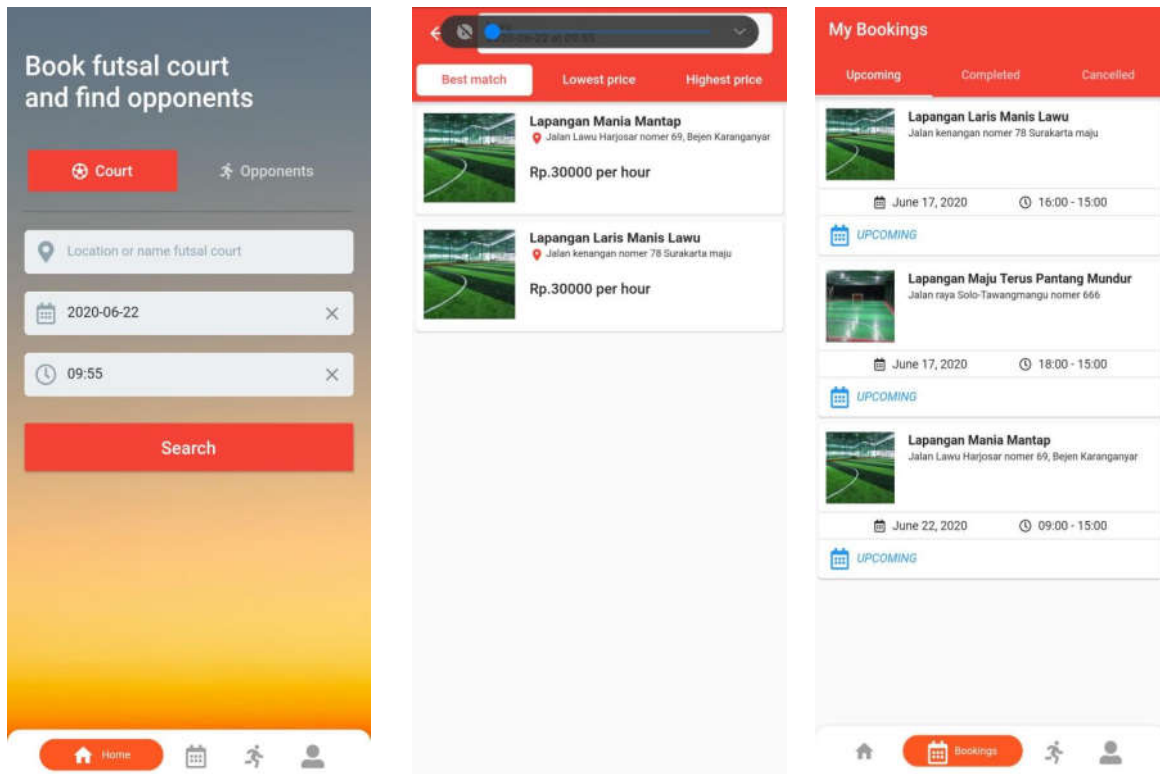 Book futsal court
and find opponents
Court
Opponents
Location or name futsal court
2020-06-22
09:55
Search
Home
Best match
Lowest price
Highest price
Lapangan Mania Mantap
Jalan Lawu Harjosar nomer 69, Bejen Karanganyar
Rp.30000 per hour
Lapangan Laris Manis Lawu
Jalan kenangan nomer 78 Surakarta maju
Rp.30000 per hour
My Bookings
Upcoming
Completed
Cancelled
Lapangan Laris Manis Lawu
Jalan kenangan nomer 78 Surakarta maju
June 17, 2020
16:00 - 15:00
UPCOMING
Lapangan Maju Terus Pantang Mundur
Jalan raya Solo-Tawangmangu nomer 666
June 17, 2020
18:00 - 15:00
UPCOMING
Lapangan Mania Mantap
Jalan Lawu Harjosar nomer 69, Bejen Karanganyar
June 22, 2020
09:00 - 15:00
UPCOMING
Bookings